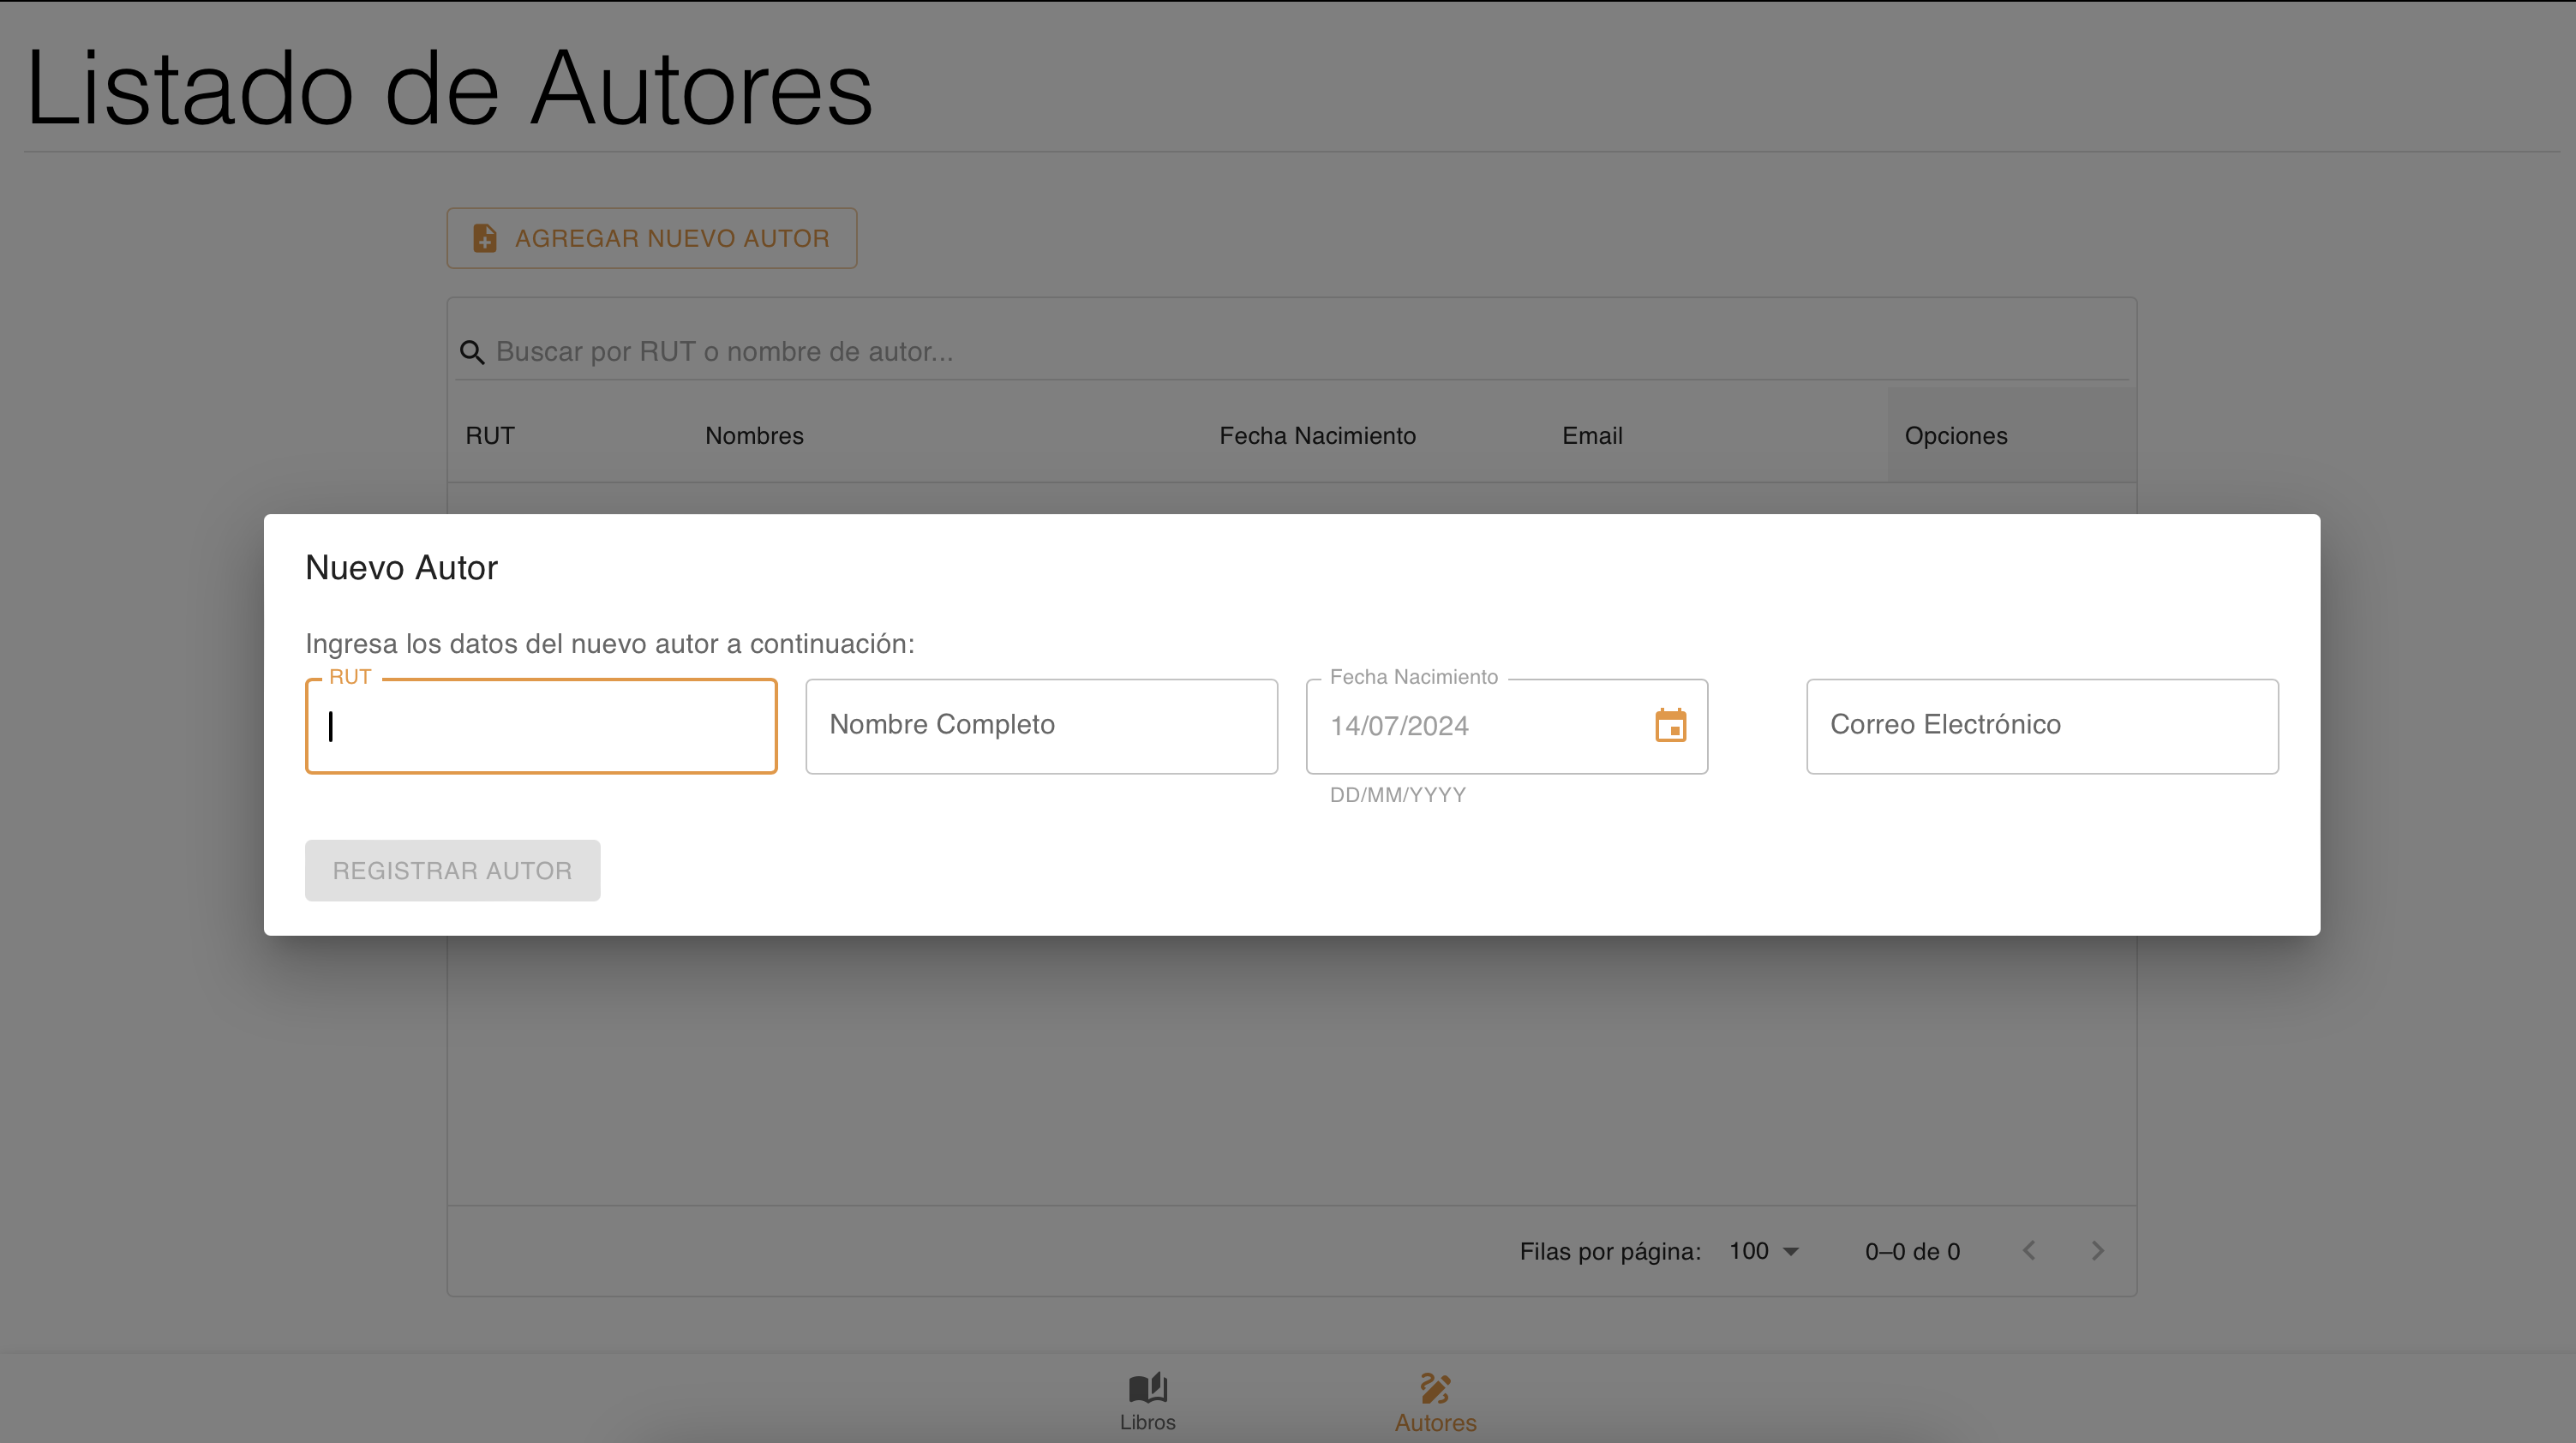 Listado de Autores
AGREGAR NUEVO AUTOR
Buscar por RUT o nombre de autor...
RUT Nombres Fecha Nacimiento Email Opciones
Nuevo Autor
Ingresa los datos del nuevo autor a continuación:
RUT Fecha Nacimiento
Nombre Completo 14/07/2024 Correo Electrónico
DD/MM/YYYY
REGISTRAR AUTOR
Filas por página: 100 0–0 de 0
Libros Autores